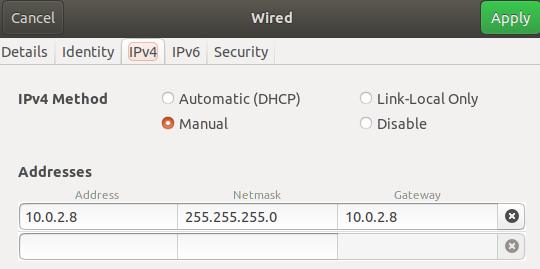 Cancel Wired Apply
Details Identity IPv4 IPv6 Security
IPv4 Method Automatic (DHCP) Link-Local Only
Manual Disable
Addresses
Address Netmask Gateway
10.0.2.8 255.255.255.0 10.0.2.8